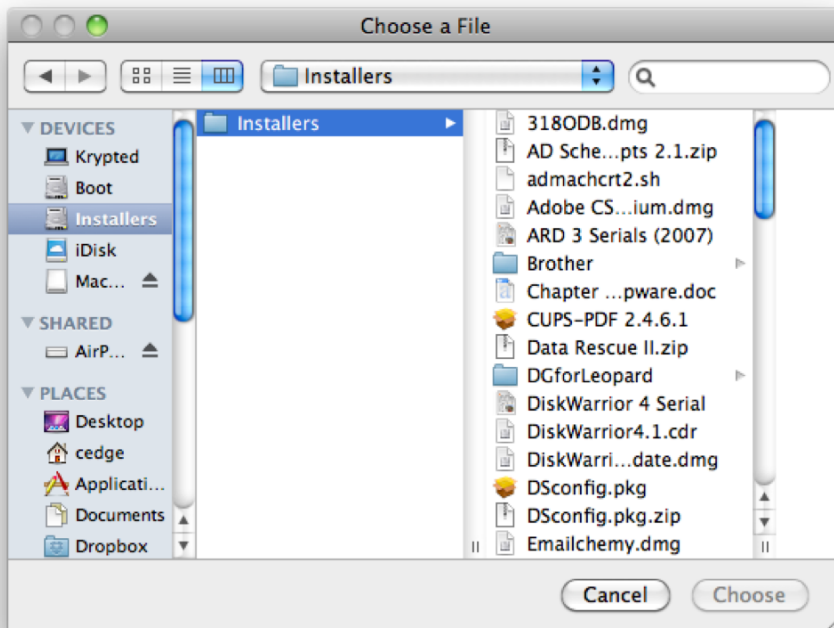 Choose a File
Installers
DEVICES
Krypted
Boot
Installers
iDisk
Mac...
SHARED
AirP...
PLACES
Desktop
cedge
Applicati...
Documents
Dropbox
Installers
318ODB.dmg
AD Sche...pts 2.1.zip
admachcrt2.sh
Adobe CS...ium.dmg
ARD 3 Serials (2007)
Brother
Chapter ...pware.doc
CUPS-PDF 2.4.6.1
Data Rescue II.zip
DGforLeopard
DiskWarrior 4 Serial
DiskWarrior4.1.cdr
DiskWarri...date.dmg
DSconfig.pkg
DSconfig.pkg.zip
Emailchemy.dmg
Cancel
Choose